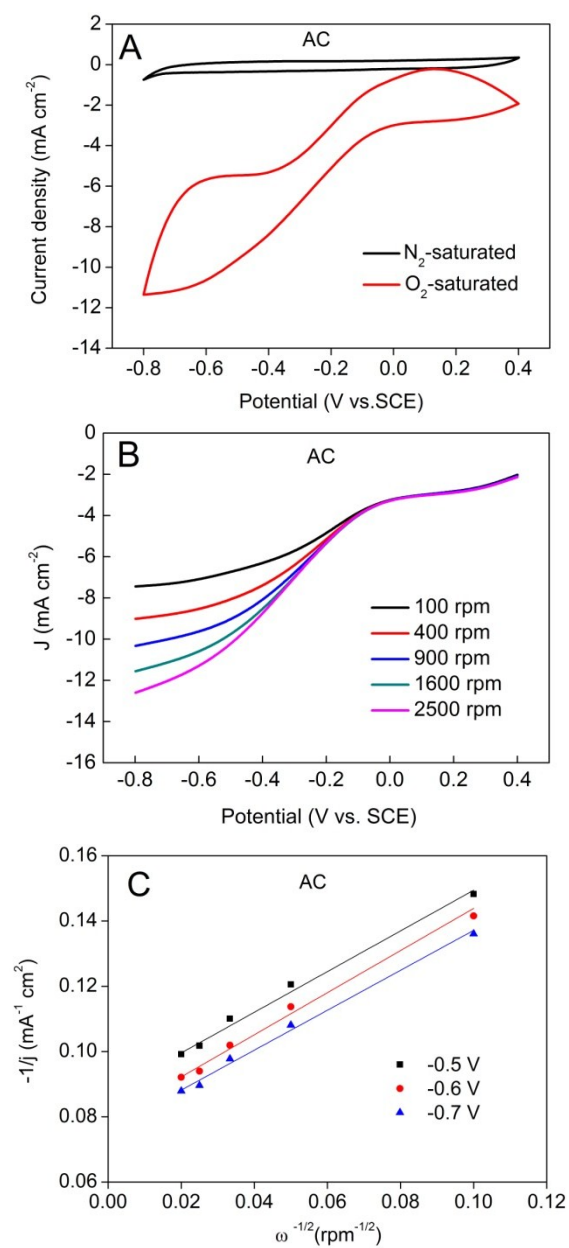 A
AC
2
0
-2
-4
-6
-8
-10
-12
-14
Current density (mA cm⁻²)
N₂-saturated
O₂-saturated
-0.8 -0.6 -0.4 -0.2 0.0 0.2 0.4
Potential (V vs.SCE)
B
AC
0
-2
-4
-6
-8
-10
-12
-14
-16
J (mA cm⁻²)
100 rpm
400 rpm
900 rpm
1600 rpm
2500 rpm
-0.8 -0.6 -0.4 -0.2 0.0 0.2 0.4
Potential (V vs. SCE)
C
AC
0.16
0.14
0.12
0.10
0.08
0.06
-1/j (mA⁻¹ cm²)
-0.5 V
-0.6 V
-0.7 V
0.00 0.02 0.04 0.06 0.08 0.10 0.12
ω ⁻¹/²(rpm⁻¹/²)